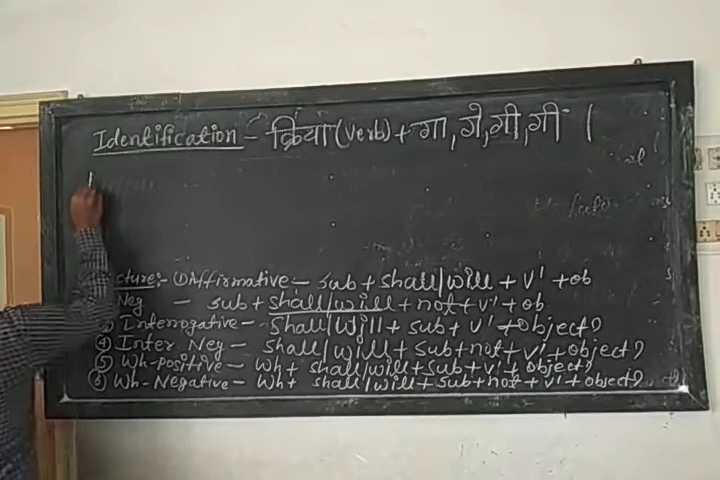 Identification - क्रिया (Verb) + गा, गे, गी, गीं ।
cture:- ① Affirmative - sub + shall/will + V¹ + ob
Neg - sub + shall/will + not + V¹ + ob
③ Interrogative - Shall/Will + sub + V¹ + object?
④ Inter Neg - shall/will + sub + not + V¹ + object?
⑤ Wh-positive - Wh + shall/will + sub + V¹ + object?
⑥ Wh-Negative - Wh + shall/will + sub + not + V¹ + object?